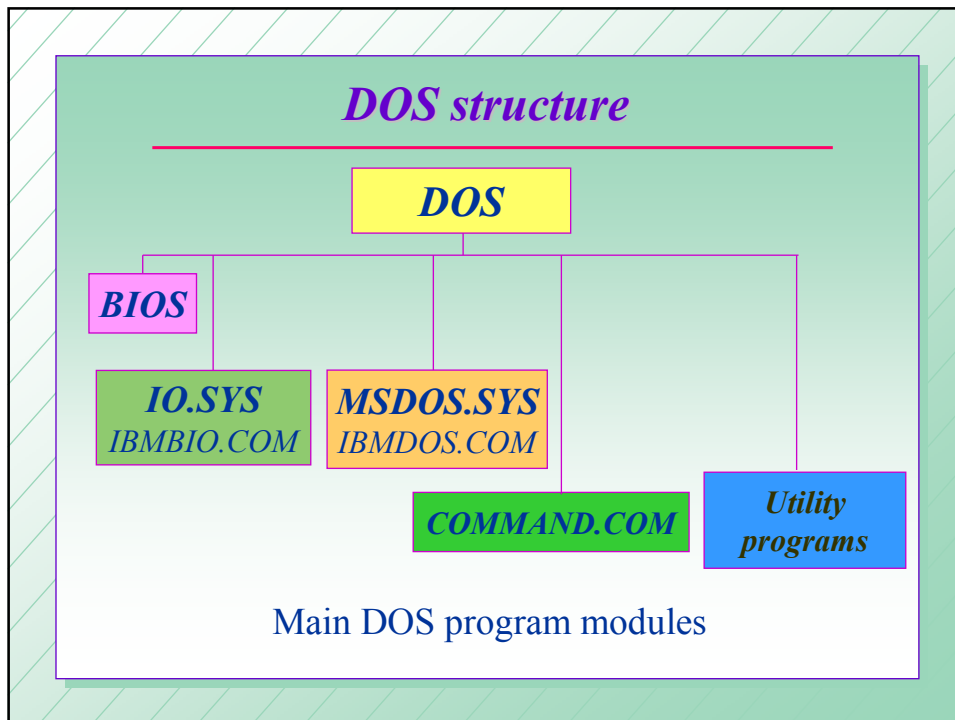 DOS structure
DOS
BIOS
IO.SYS
IBMBIO.COM
MSDOS.SYS
IBMDOS.COM
COMMAND.COM
Utility
programs
Main DOS program modules